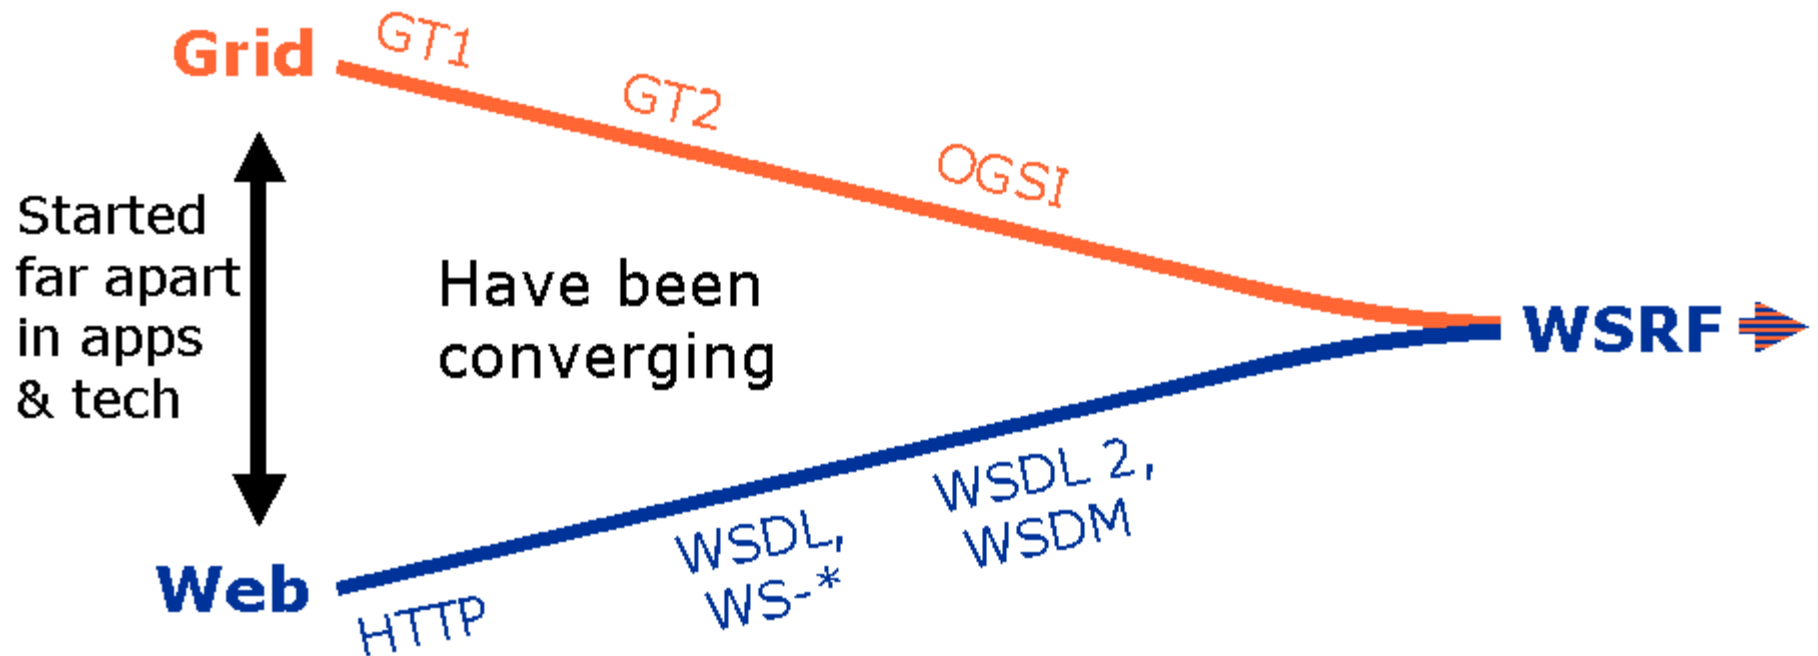 Grid
GT1
GT2
OGSI
Started
far apart
in apps
& tech
Have been
converging
WSRF
Web
HTTP
WSDL,
WS-*
WSDL 2,
WSDM